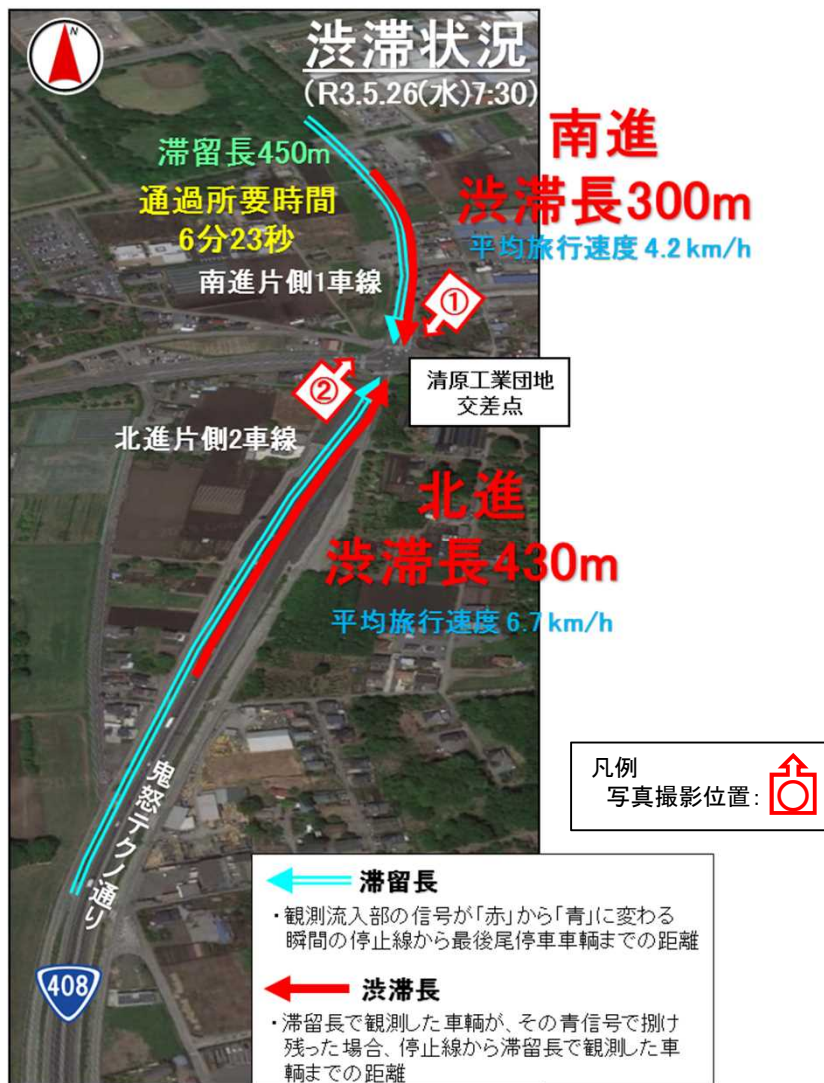 N
渋滞状況
(R3.5.26(水)7:30)
南進
渋滞長300m
平均旅行速度 4.2 km/h
滞留長450m
通過所要時間
6分23秒
南進片側1車線
①
②
清原工業団地
交差点
北進片側2車線
北進
渋滞長430m
平均旅行速度 6.7 km/h
凡例
写真撮影位置：
鬼怒テクノ通り
408
滞留長
・観測流入部の信号が「赤」から「青」に変わる
瞬間の停止線から最後尾停車車輌までの距離
渋滞長
・滞留長で観測した車輌が、その青信号で捌け
残った場合、停止線から滞留長で観測した車
輌までの距離